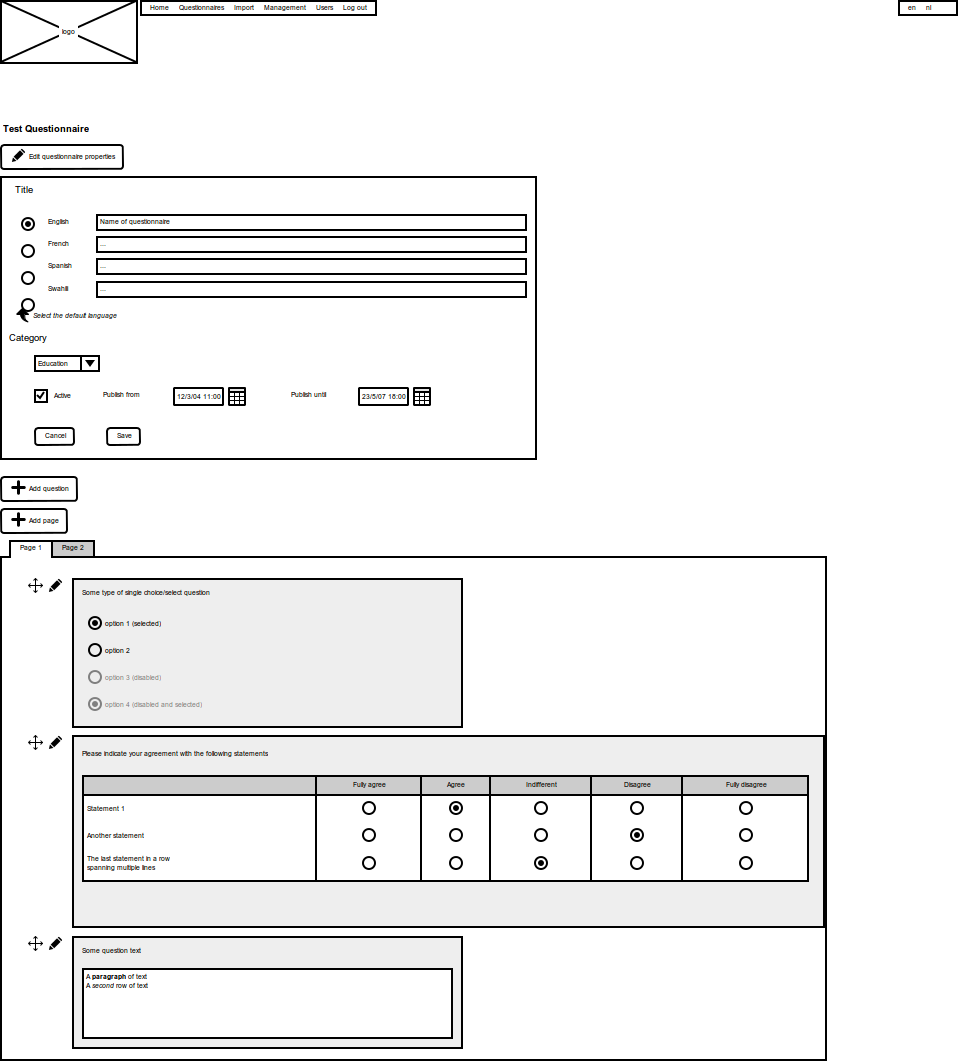 logo
Home Questionnaires Import Management Users Log out
en nl
Test Questionnaire
Edit questionnaire properties
Title
English Name of questionnaire
French ...
Spanish ...
Swahili ...
Select the default language
Category
Education
Active Publish from 12/3/04 11:00 Publish until 23/5/07 18:00
Cancel Save
Add question
Add page
Page 1 Page 2
Some type of single choice/select question
option 1 (selected)
option 2
option 3 (disabled)
option 4 (disabled and selected)
Please indicate your agreement with the following statements
Fully agree Agree Indifferent Disagree Fully disagree
Statement 1
Another statement
The last statement in a row
spanning multiple lines
Some question text
A paragraph of text
A second row of text